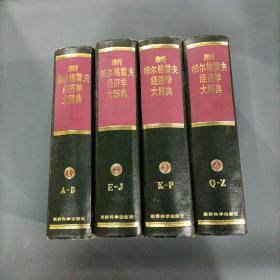 新
帕尔格雷夫
经济学
大辞典
1
A-D
经济科学出版社
新
帕尔格雷夫
经济学
大辞典
2
E-J
经济科学出版社
新
帕尔格雷夫
经济学
大辞典
3
K-P
经济科学出版社
新
帕尔格雷夫
经济学
大辞典
4
Q-Z
经济科学出版社